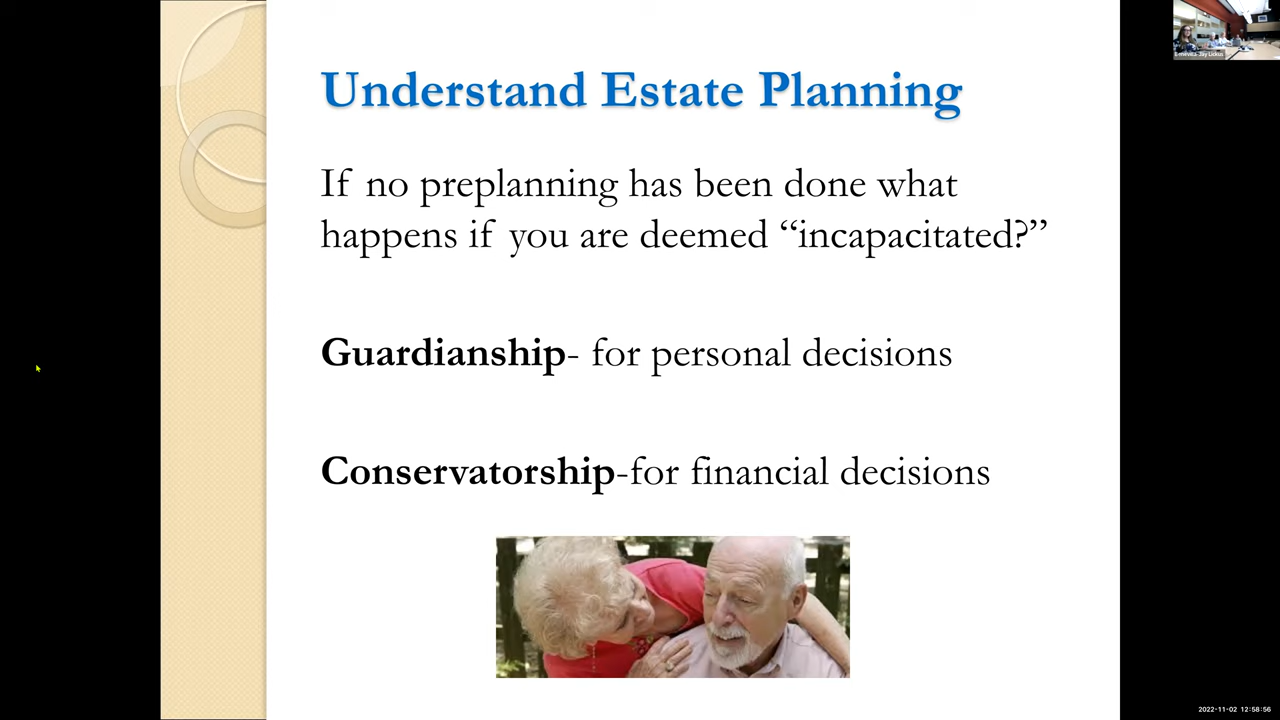 Understand Estate Planning
If no preplanning has been done what
happens if you are deemed “incapacitated?”
Guardianship- for personal decisions
Conservatorship-for financial decisions
2022-11-02 12:58:56